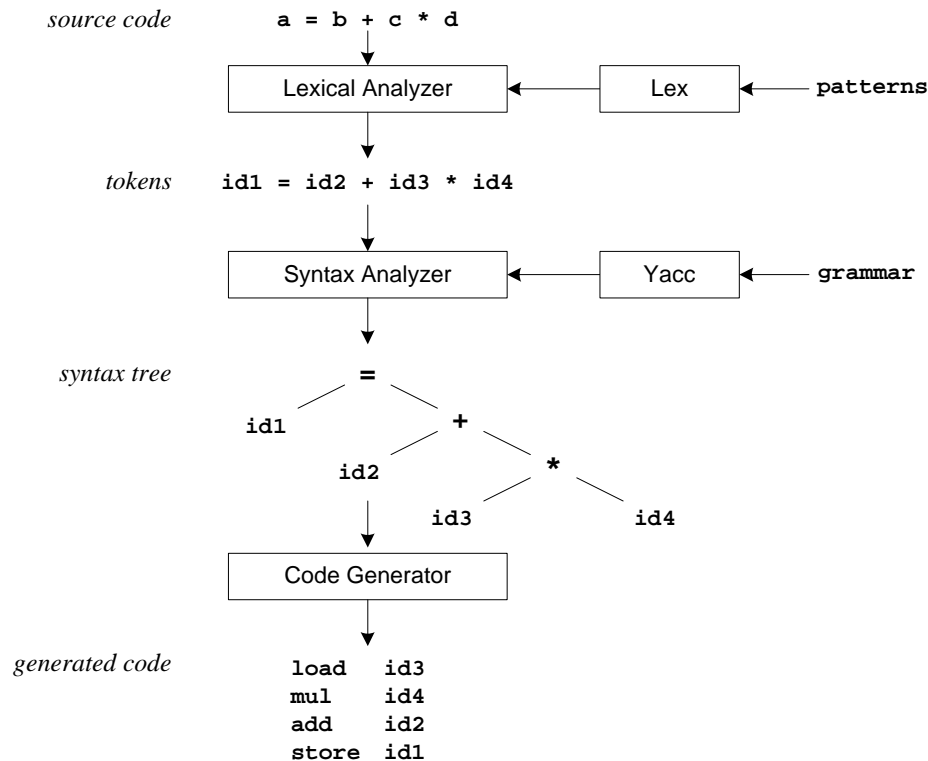 source code a = b + c * d
Lexical Analyzer Lex patterns
tokens id1 = id2 + id3 * id4
Syntax Analyzer Yacc grammar
syntax tree =
id1 +
id2 *
id3 id4
Code Generator
generated code load id3
mul id4
add id2
store id1